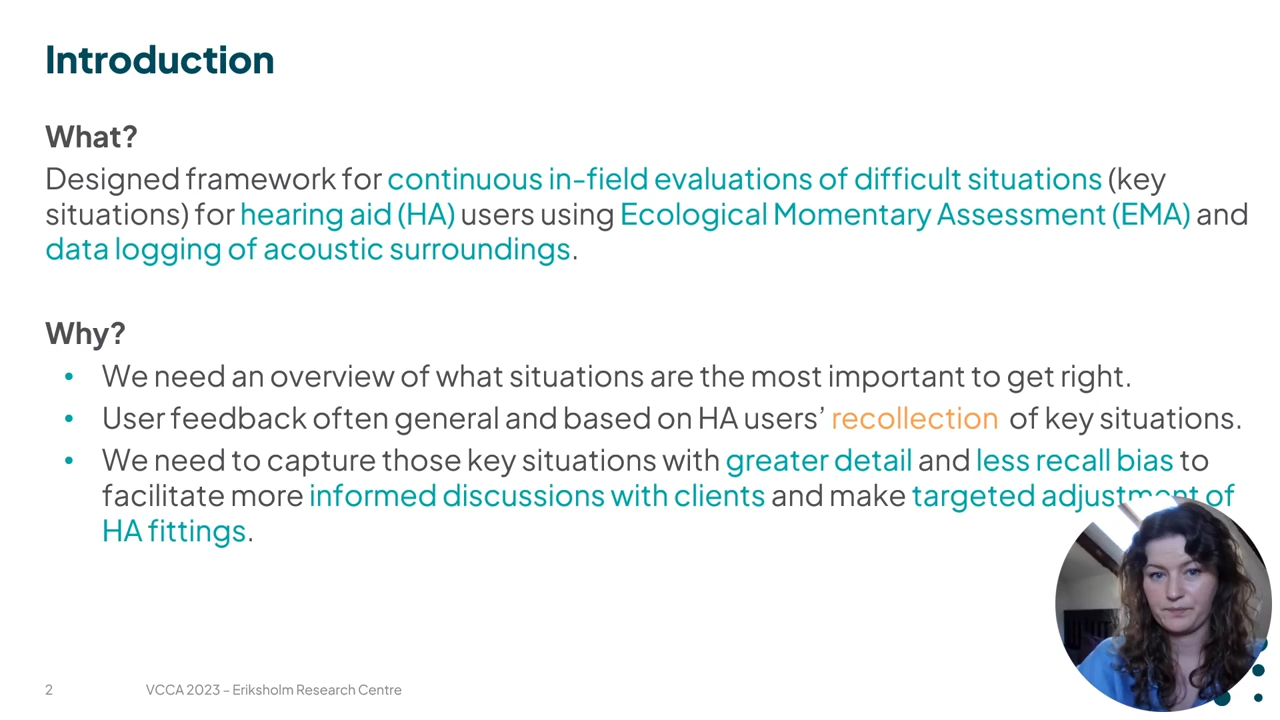 Introduction
What?
Designed framework for continuous in-field evaluations of difficult situations (key
situations) for hearing aid (HA) users using Ecological Momentary Assessment (EMA) and
data logging of acoustic surroundings.
Why?
• We need an overview of what situations are the most important to get right.
• User feedback often general and based on HA users’ recollection of key situations.
• We need to capture those key situations with greater detail and less recall bias to
facilitate more informed discussions with clients and make targeted adjustment of
HA fittings.
2 VCCA 2023 – Eriksholm Research Centre